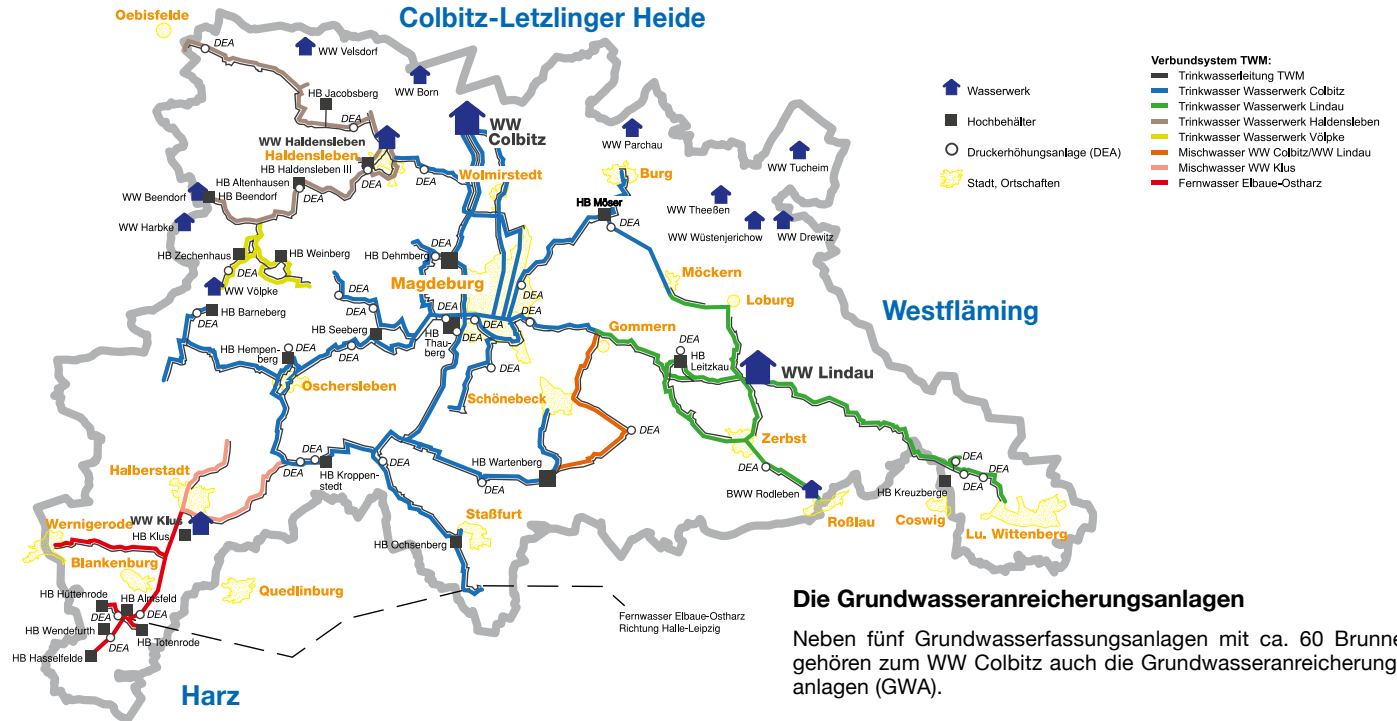 Colbitz-Letzlinger Heide
Oebisfelde
DEA
WW Velsdorf
WW Born
HB Jacobsberg
DEA
WW Haldensleben
Haldensleben
HB Haldensleben III
DEA
HB Altenhausen
DEA
WW Beendorf
HB Beendorf
WW Harbke
WW Colbitz
DEA
Wolmirstedt
WW Parchau
Burg
WW Tucheim
WW Theeßen
WW Wüstenjerichow
WW Drewitz
HB Möser
DEA
HB Zechenhaus
HB Weinberg
DEA
WW Völpke
HB Barneberg
DEA
DEA
HB Dehmberg
Magdeburg
DEA
DEA
HB Seeberg
DEA
DEA
HB Thauberg
DEA
DEA
DEA
DEA
Möckern
Loburg
Westfläming
Gommern
HB Hempenberg
DEA
Oschersleben
DEA
Schönebeck
DEA
HB Leitzkau
WW Lindau
Zerbst
DEA
DEA
BWW Rodleben
Roßlau
HB Kreuzberge
Coswig
DEA
DEA
DEA
Lu. Wittenberg
HB Wartenberg
DEA
DEA
HB Kroppenstedt
DEA
DEA
Halberstadt
WW Klus
HB Klus
Wernigerode
Blankenburg
Quedlinburg
Staßfurt
HB Ochsenberg
HB Hüttenrode
HB Almsfeld
DEA
DEA
HB Wendefurth
HB Totenrode
DEA
HB Hasselfelde
Harz
Fernwasser Elbaue-Ostharz
Richtung Halle-Leipzig
Wasserwerk
Hochbehälter
Druckerhöhungsanlage (DEA)
Stadt, Ortschaften
Verbundsystem TWM:
Trinkwasserleitung TWM
Trinkwasser Wasserwerk Colbitz
Trinkwasser Wasserwerk Lindau
Trinkwasser Wasserwerk Haldensleben
Trinkwasser Wasserwerk Völpke
Mischwasser WW Colbitz/WW Lindau
Mischwasser WW Klus
Fernwasser Elbaue-Ostharz
Die Grundwasseranreicherungsanlagen
Neben fünf Grundwasserfassungsanlagen mit ca. 60 Brunne
gehören zum WW Colbitz auch die Grundwasseranreicherung
anlagen (GWA).